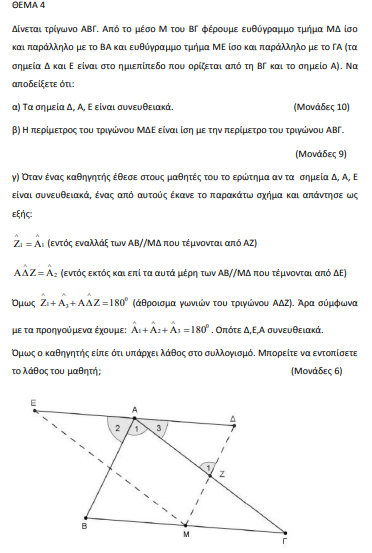 ΘΕΜΑ 4
Δίνεται τρίγωνο ΑΒΓ. Από το μέσο Μ του ΒΓ φέρουμε ευθύγραμμο τμήμα ΜΔ ίσο
και παράλληλο με το ΒΑ και ευθύγραμμο τμήμα ΜΕ ίσο και παράλληλο με το ΓΑ (τα
σημεία Δ και Ε είναι στο ημιεπίπεδο που ορίζεται από τη ΒΓ και το σημείο Α). Να
αποδείξετε ότι:
α) Τα σημεία Δ, Α, Ε είναι συνευθειακά. (Μονάδες 10)
β) Η περίμετρος του τριγώνου ΜΔΕ είναι ίση με την περίμετρο του τριγώνου ΑΒΓ.
(Μονάδες 9)
γ) Όταν ένας καθηγητής έθεσε στους μαθητές του το ερώτημα αν τα σημεία Δ, Α, Ε
είναι συνευθειακά, ένας από αυτούς έκανε το παρακάτω σχήμα και απάντησε ως
εξής:
Ẑ₁ = Â₁ (εντός εναλλάξ των ΑΒ//ΜΔ που τέμνονται από ΑΖ)
ΑΔ̂Ζ = Â₂ (εντός εκτός και επί τα αυτά μέρη των ΑΒ//ΜΔ που τέμνονται από ΔΕ)
Όμως Ẑ₁ + Â₃ + ΑΔ̂Ζ = 180⁰ (άθροισμα γωνιών του τριγώνου ΑΔΖ). Άρα σύμφωνα
με τα προηγούμενα έχουμε: Â₁ + Â₂ + Â₃ = 180⁰. Οπότε Δ,Ε,Α συνευθειακά.
Όμως ο καθηγητής είπε ότι υπάρχει λάθος στο συλλογισμό. Μπορείτε να εντοπίσετε
το λάθος του μαθητή; (Μονάδες 6)
Ε Α Δ
2 1 3
1 Ζ
Β Μ Γ